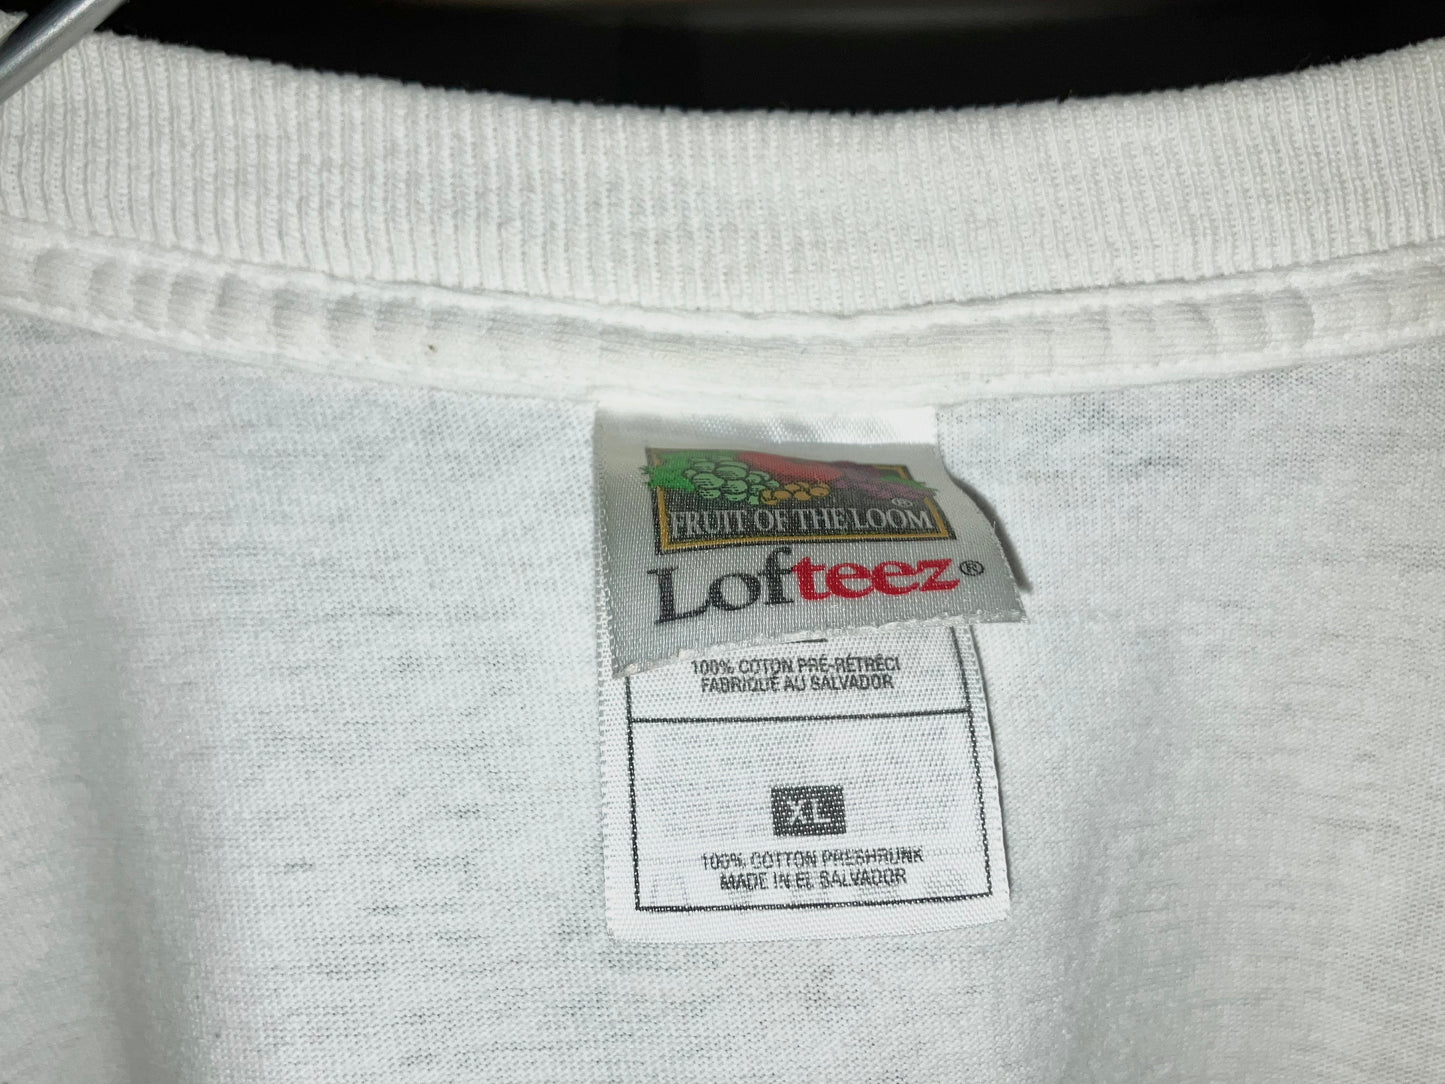 ®
FRUIT OF THE LOOM
Lofteez®
100% COTON PRÉ-RÉTRÉCI
FABRIQUÉ AU SALVADOR
XL
100% COTTON PRESHRUNK
MADE IN EL SALVADOR